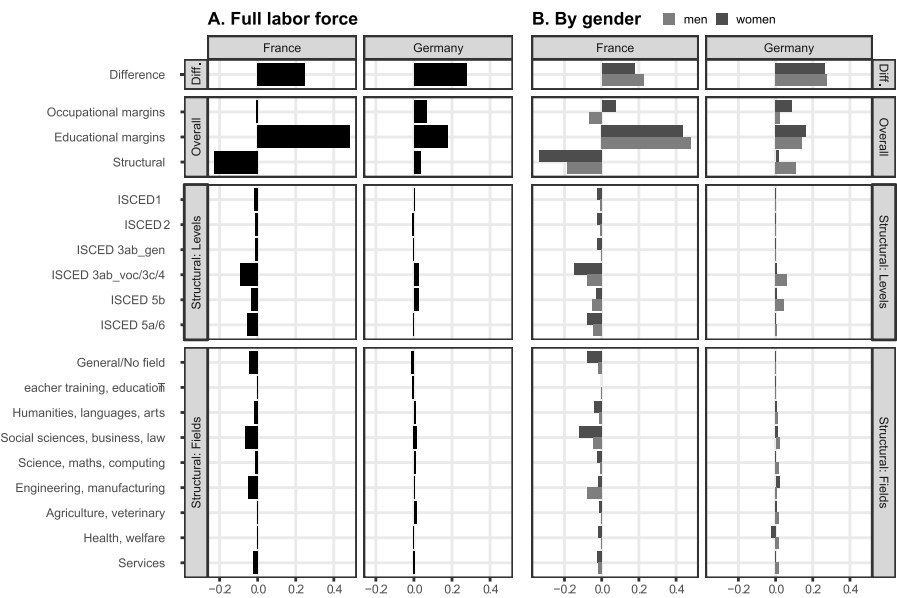 A. Full labor force
B. By gender
men
women
France
Germany
France
Germany
Difference
Diff.
Diff.
Occupational margins
Educational margins
Structural
Overall
Overall
ISCED1
ISCED 2
ISCED 3ab_gen
ISCED 3ab_voc/3c/4
ISCED 5b
ISCED 5a/6
Structural: Levels
Structural: Levels
General/No field
eacher training, educationT
Humanities, languages, arts
Social sciences, business, law
Science, maths, computing
Engineering, manufacturing
Agriculture, veterinary
Health, welfare
Services
Structural: Fields
Structural: Fields
−0.2 0.0 0.2 0.4
−0.2 0.0 0.2 0.4
−0.2 0.0 0.2 0.4
−0.2 0.0 0.2 0.4